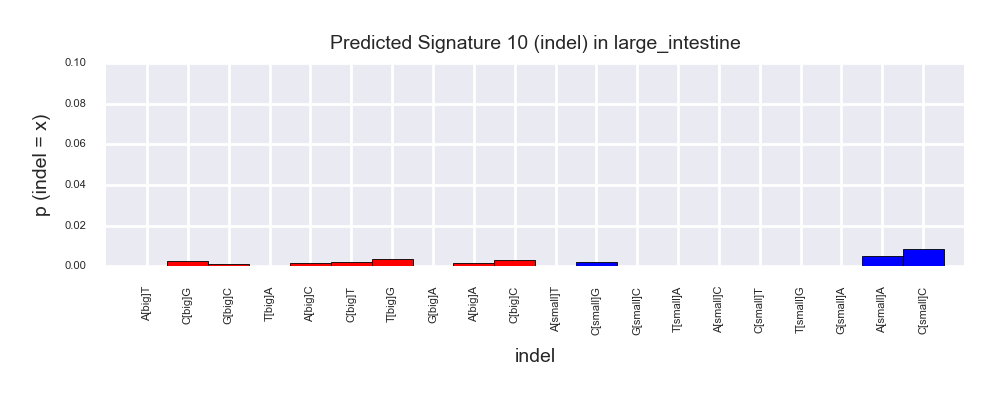 Predicted Signature 10 (indel) in large_intestine
0.10
0.08
0.06
0.04
0.02
0.00
p (indel = x)
A[big]T
C[big]G
G[big]C
T[big]A
A[big]C
C[big]T
T[big]G
G[big]A
A[big]A
C[big]C
A[small]T
C[small]G
G[small]C
T[small]A
A[small]C
C[small]T
T[small]G
G[small]A
A[small]A
C[small]C
indel